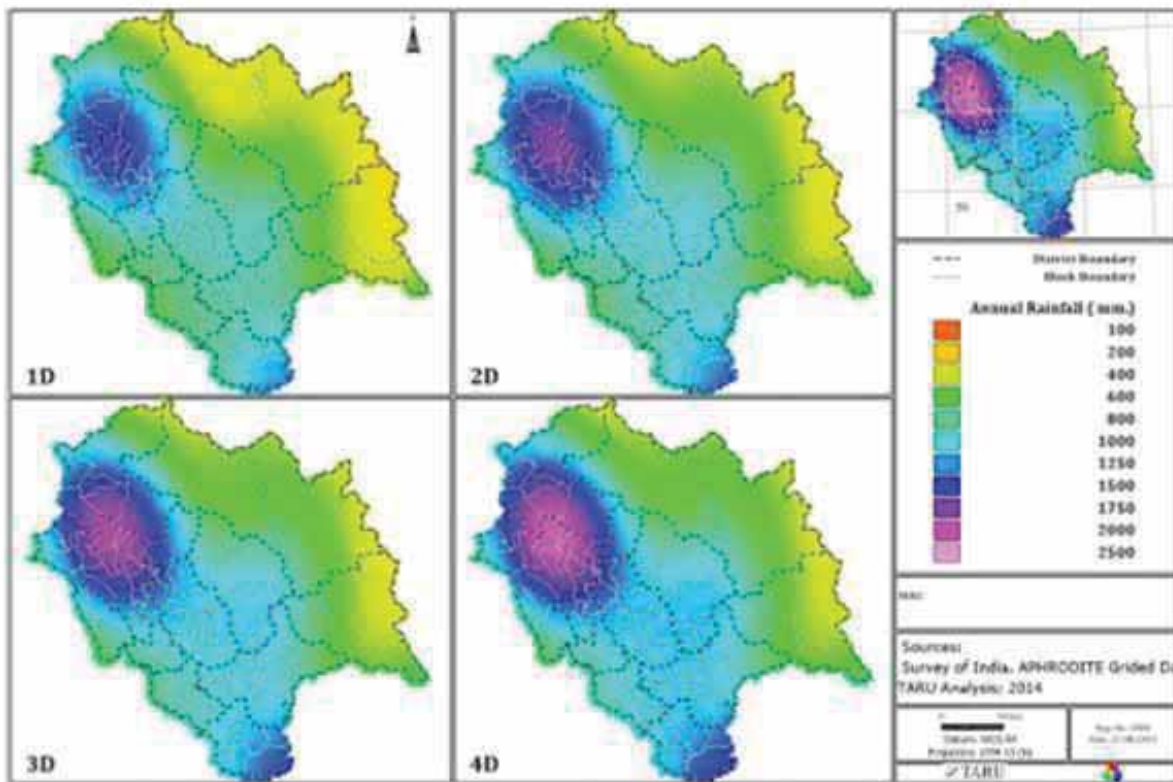 1D
2D
District Boundary
Block Boundary
Annual Rainfall ( mm.)
100
200
400
600
800
1000
1250
1500
1750
2000
2500
3D
4D
Sources:
Survey of India. APHRODITE Grided Da
TARU Analysis: 2014
TARU